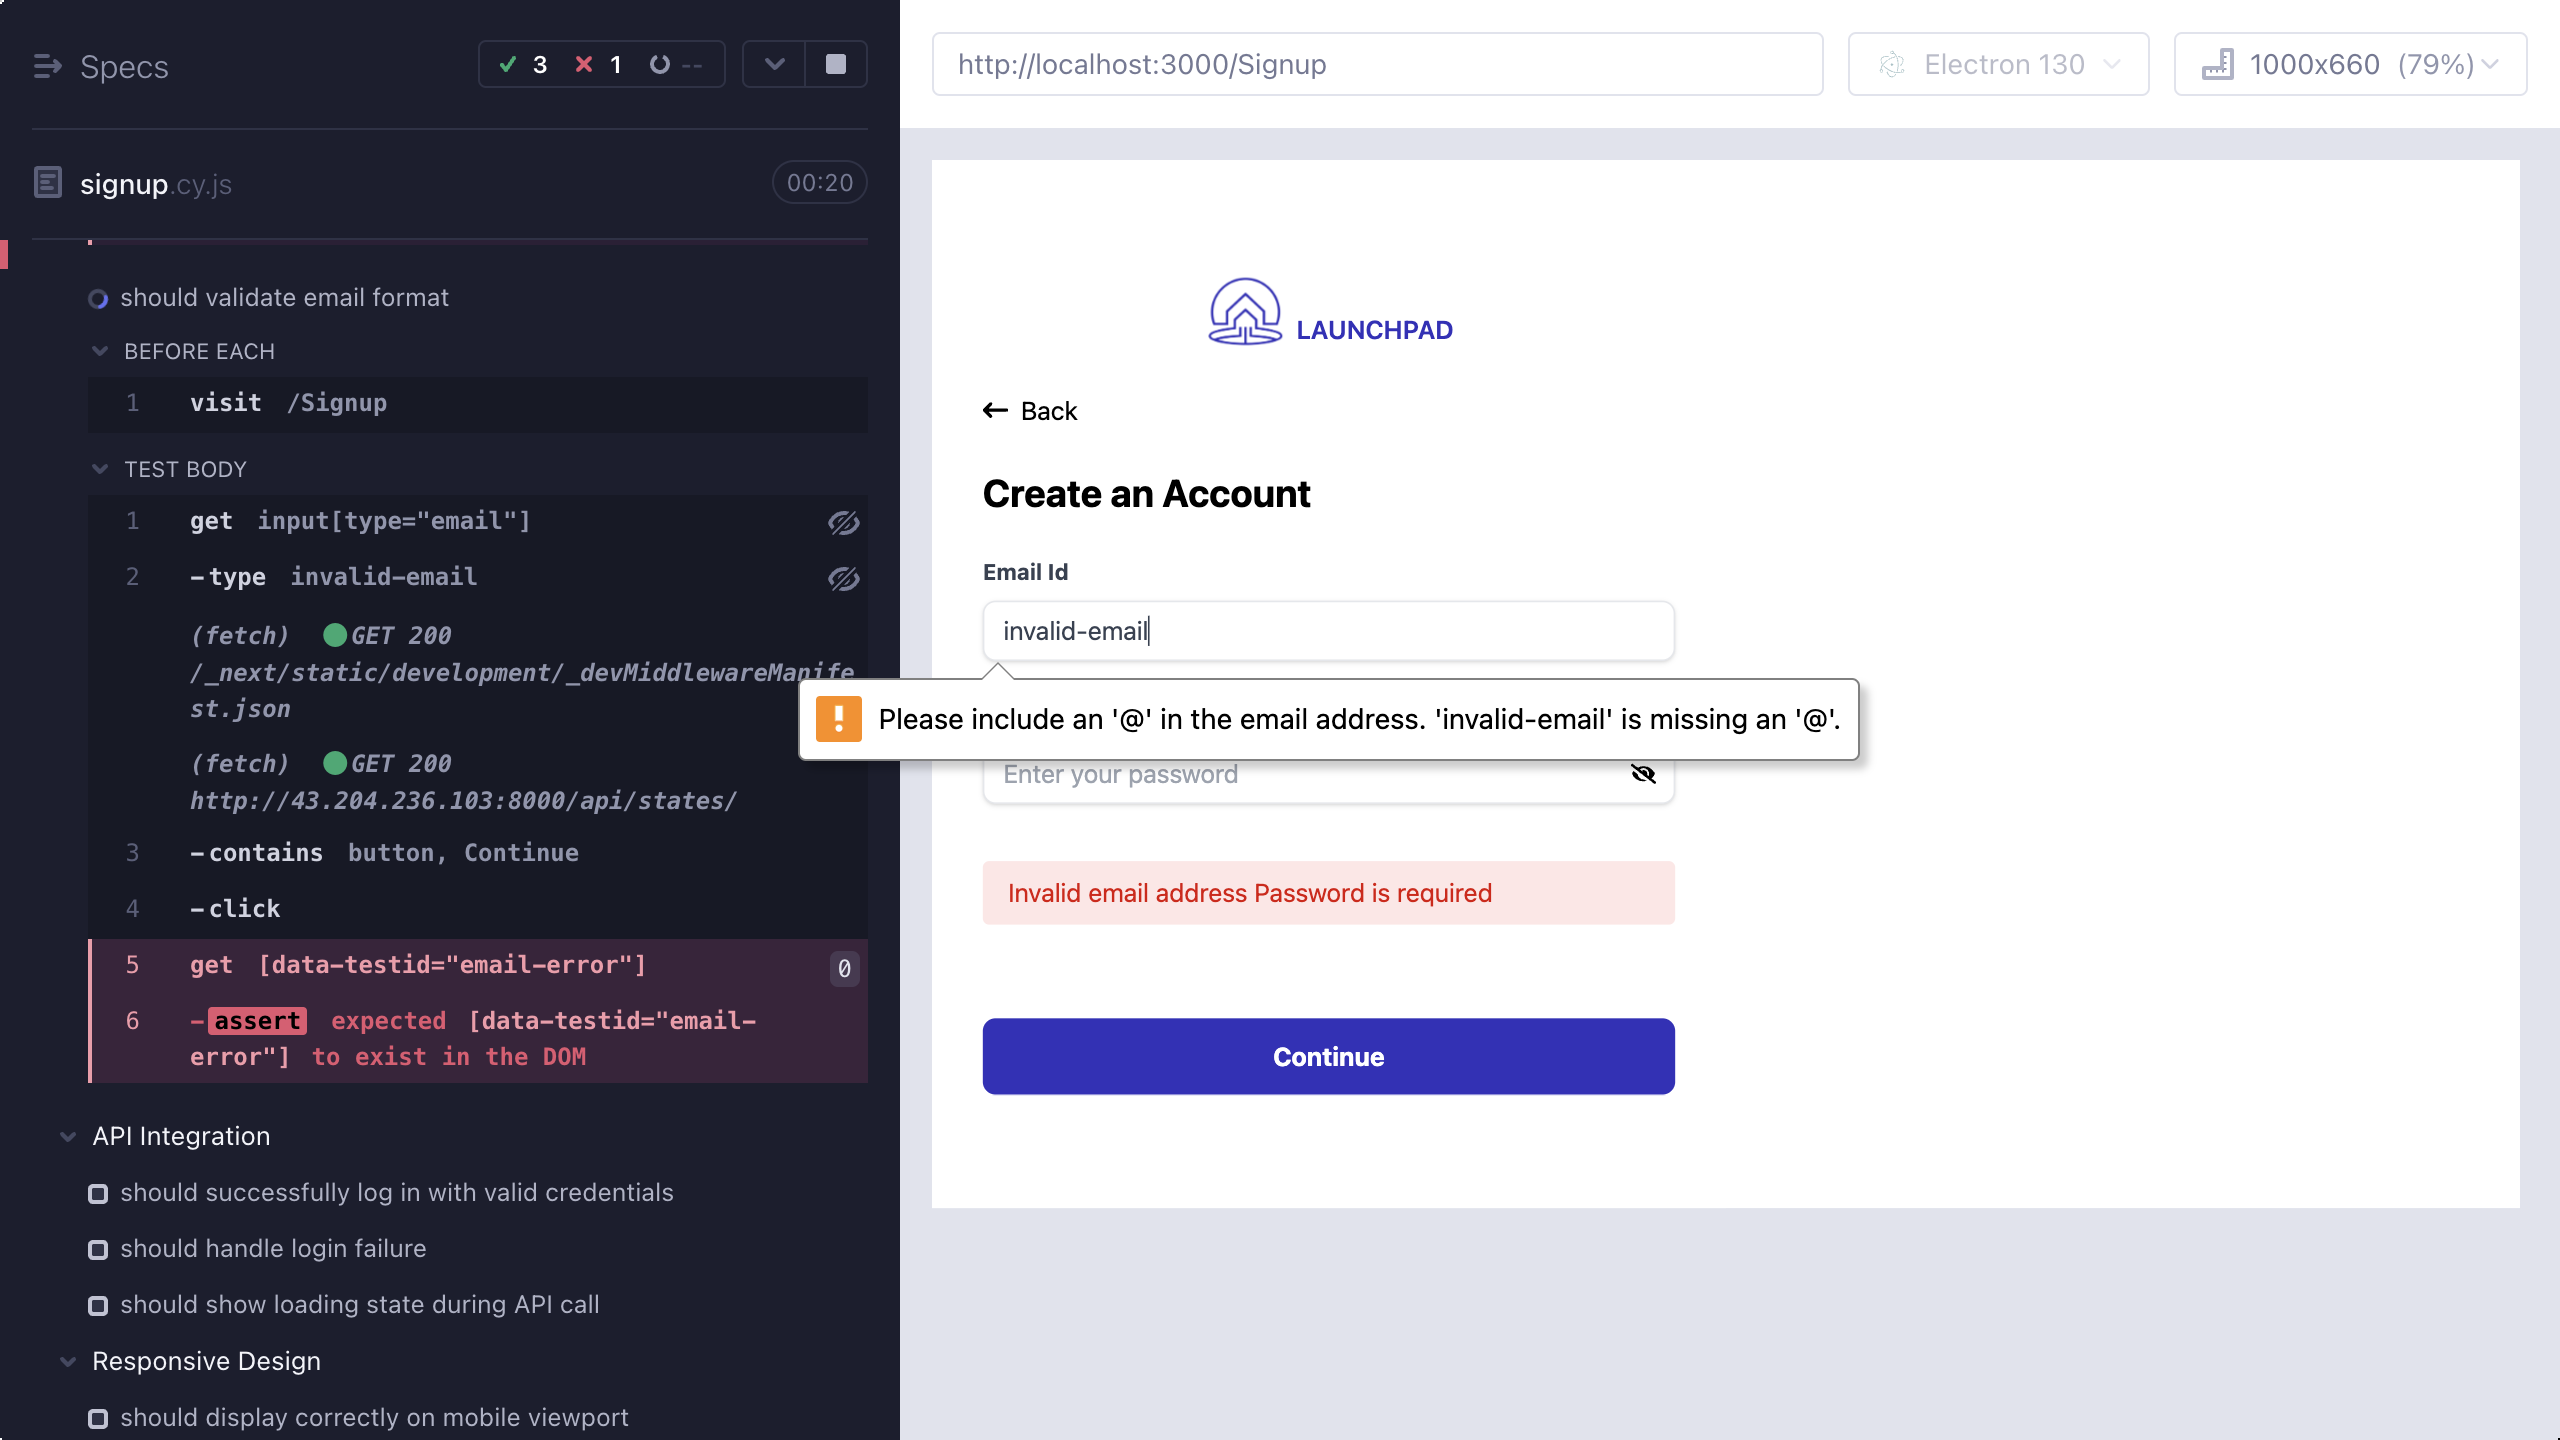 Specs
3 1 --
signup.cy.js 00:20
should validate email format
BEFORE EACH
1 visit /Signup
TEST BODY
1 get input[type="email"]
2 -type invalid-email
(fetch) GET 200
/_next/static/development/_devMiddlewareManife
st.json
(fetch) GET 200
http://43.204.236.103:8000/api/states/
3 -contains button, Continue
4 -click
5 get [data-testid="email-error"] 0
6 -assert expected [data-testid="email-
error"] to exist in the DOM
API Integration
should successfully log in with valid credentials
should handle login failure
should show loading state during API call
Responsive Design
should display correctly on mobile viewport
http://localhost:3000/Signup
Electron 130
1000x660 (79%)
LAUNCHPAD
Back
Create an Account
Email Id
invalid-email
Please include an '@' in the email address. 'invalid-email' is missing an '@'.
Enter your password
Invalid email address Password is required
Continue